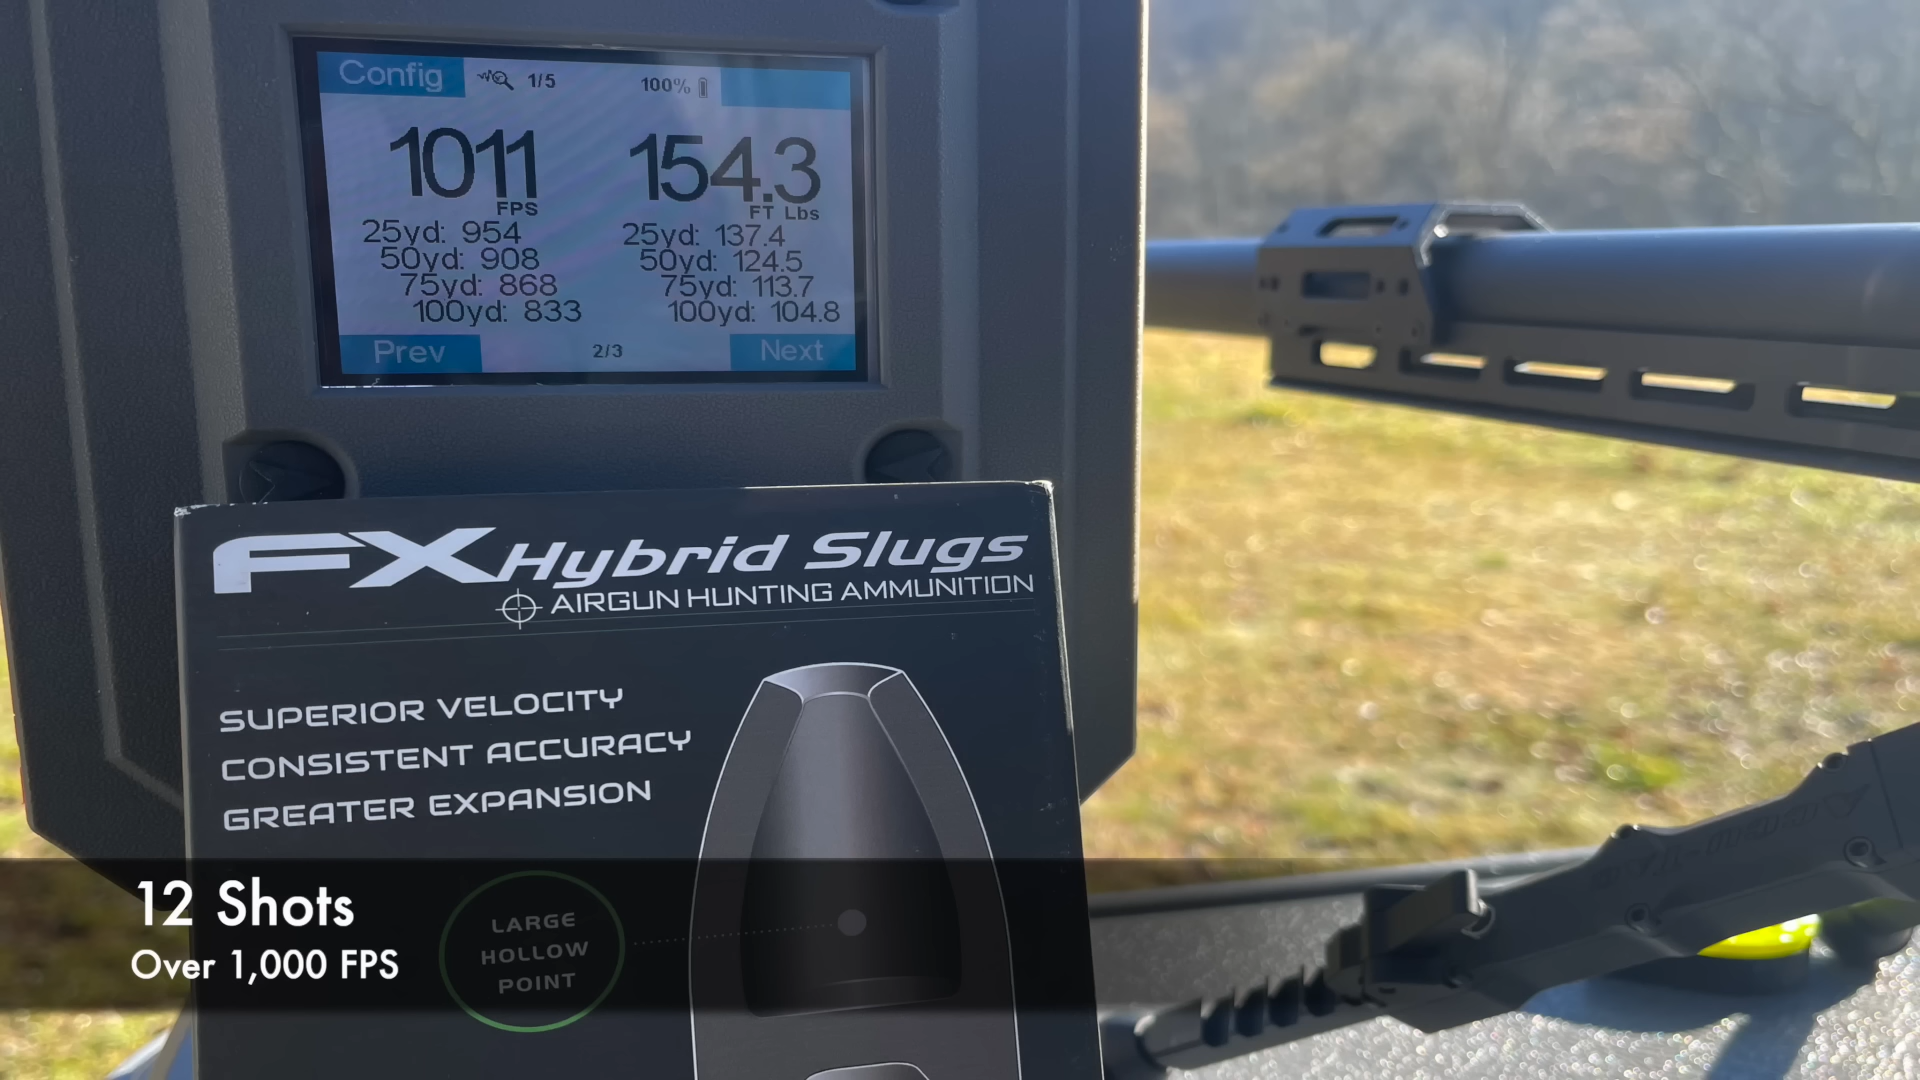 Config 1/5 100%
1011 FPS 154.3 FT Lbs
25yd: 954 25yd: 137.4
50yd: 908 50yd: 124.5
75yd: 868 75yd: 113.7
100yd: 833 100yd: 104.8
Prev 2/3 Next
FX Hybrid Slugs
AIRGUN HUNTING AMMUNITION
SUPERIOR VELOCITY
CONSISTENT ACCURACY
GREATER EXPANSION
LARGE
HOLLOW
POINT
12 Shots
Over 1,000 FPS